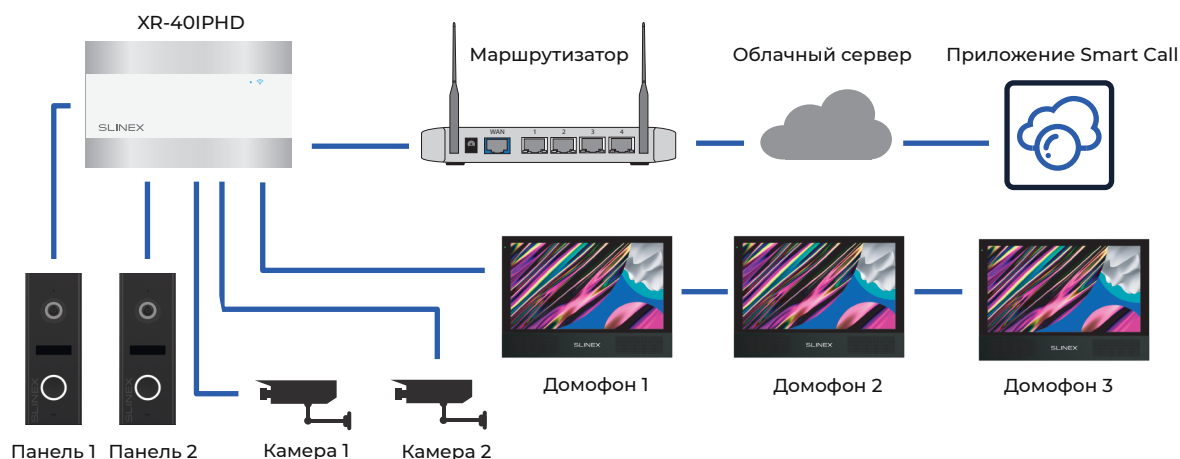 XR-40IPHD
Маршрутизатор
Облачный сервер
Приложение Smart Call
SLINEX
WAN 1 2 3 4
SLINEX
SLINEX
SLINEX
SLINEX
SLINEX
Домофон 1
Домофон 2
Домофон 3
Панель 1
Панель 2
Камера 1
Камера 2